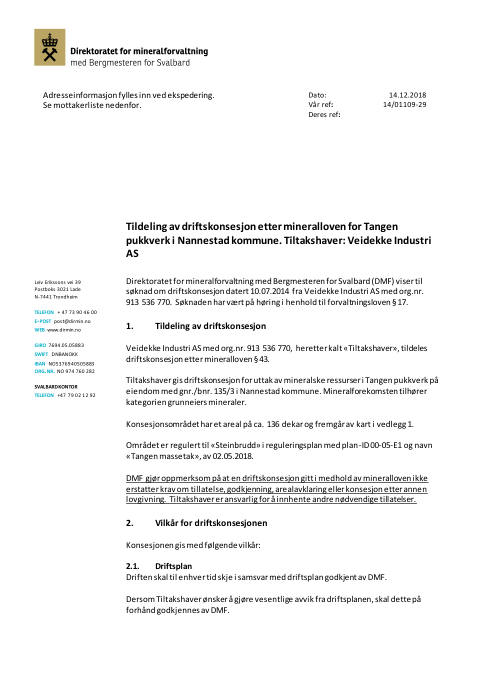 Direktoratet for mineralforvaltning
med Bergmesteren for Svalbard
Adresseinformasjon fylles inn ved ekspedering.
Se mottakerliste nedenfor.
Dato: 14.12.2018
Vår ref: 14/01109-29
Deres ref:
Tildeling av driftskonsesjon etter mineralloven for Tangen
pukkverk i Nannestad kommune. Tiltakshaver: Veidekke Industri
AS
Leiv Erikssons vei 39
Postboks 3021 Lade
N-7441 Trondheim
TELEFON + 47 73 90 46 00
E-POST post@dirmin.no
WEB www.dirmin.no
GIRO 7694.05.05883
SWIFT DNBANOKK
IBAN NO5376940505883
ORG.NR. NO 974 760 282
SVALBARDKONTOR
TELEFON +47 79 02 12 92
Direktoratet for mineralforvaltning med Bergmesteren for Svalbard (DMF) viser til
søknad om driftskonsesjon datert 10.07.2014 fra Veidekke Industri AS med org.nr.
913 536 770. Søknaden har vært på høring i henhold til forvaltningsloven § 17.
1. Tildeling av driftskonsesjon
Veidekke Industri AS med org.nr. 913 536 770, heretter kalt «Tiltakshaver», tildeles
driftskonsesjon etter mineralloven § 43.
Tiltakshaver gis driftskonsesjon for uttak av mineralske ressurser i Tangen pukkverk på
eiendom med gnr./bnr. 135/3 i Nannestad kommune. Mineralforekomsten tilhører
kategorien grunneiers mineraler.
Konsesjonsområdet har et areal på ca. 136 dekar og fremgår av kart i vedlegg 1.
Området er regulert til «Steinbrudd» i reguleringsplan med plan-ID 00-05-E1 og navn
«Tangen massetak», av 02.05.2018.
DMF gjør oppmerksom på at en driftskonsesjon gitt i medhold av mineralloven ikke
erstatter krav om tillatelse, godkjenning, arealavklaring eller konsesjon etter annen
lovgivning. Tiltakshaver er ansvarlig for å innhente andre nødvendige tillatelser.
2. Vilkår for driftskonsesjonen
Konsesjonen gis med følgende vilkår:
2.1. Driftsplan
Driften skal til enhver tid skje i samsvar med driftsplan godkjent av DMF.
Dersom Tiltakshaver ønsker å gjøre vesentlige avvik fra driftsplanen, skal dette på
forhånd godkjennes av DMF.